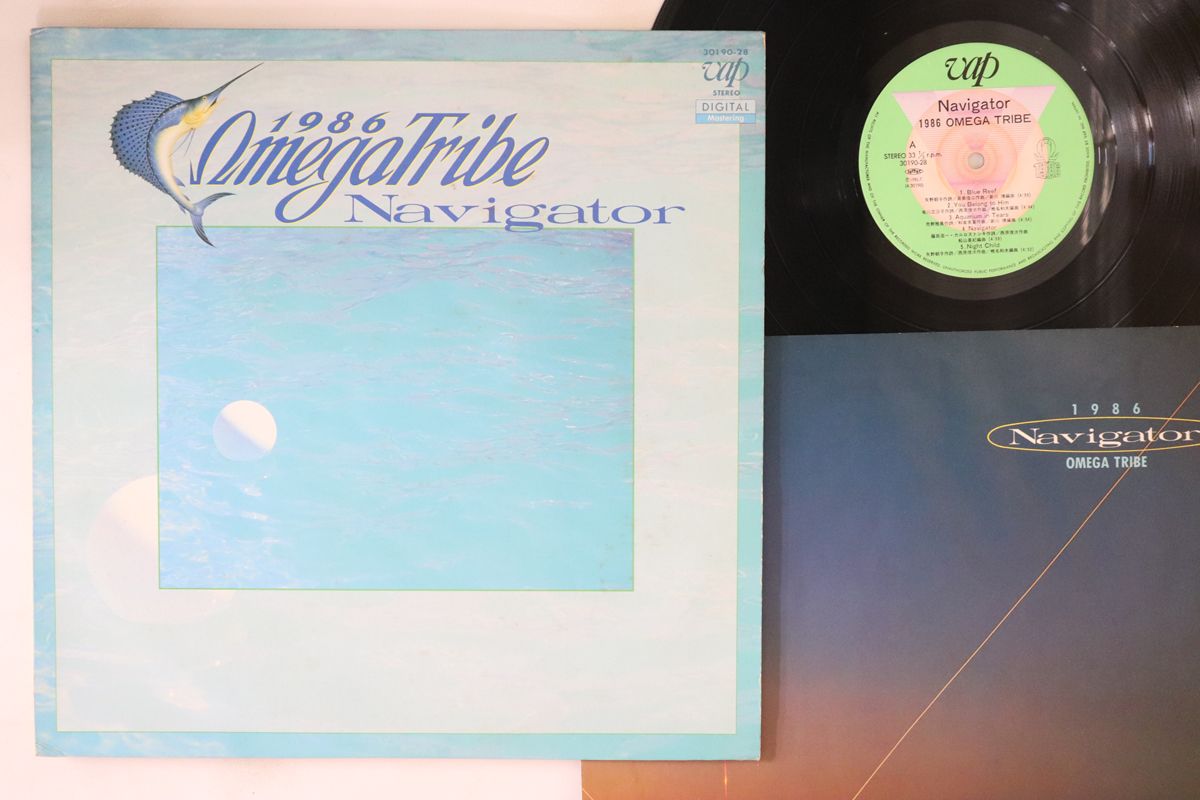 30190-28
vap
STEREO
DIGITAL
Mastering
1986
OmegaTribe
Navigator
vap
Navigator
1986 OMEGA TRIBE
A
STEREO 33 1/3 r.p.m.
30190-28
1. Blue Reef
2. You Belong to Him
3. Aquarium in Tears
4. Navigator
5. Night Child
1986
Navigator
OMEGA TRIBE